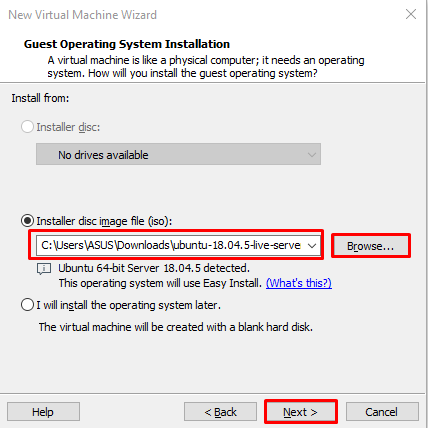 New Virtual Machine Wizard
Guest Operating System Installation
A virtual machine is like a physical computer; it needs an operating
system. How will you install the guest operating system?
Install from:
Installer disc:
No drives available
Installer disc image file (iso):
C:\Users\ASUS\Downloads\ubuntu-18.04.5-live-serve
Browse...
Ubuntu 64-bit Server 18.04.5 detected.
This operating system will use Easy Install. (What's this?)
I will install the operating system later.
The virtual machine will be created with a blank hard disk.
Help
< Back
Next >
Cancel